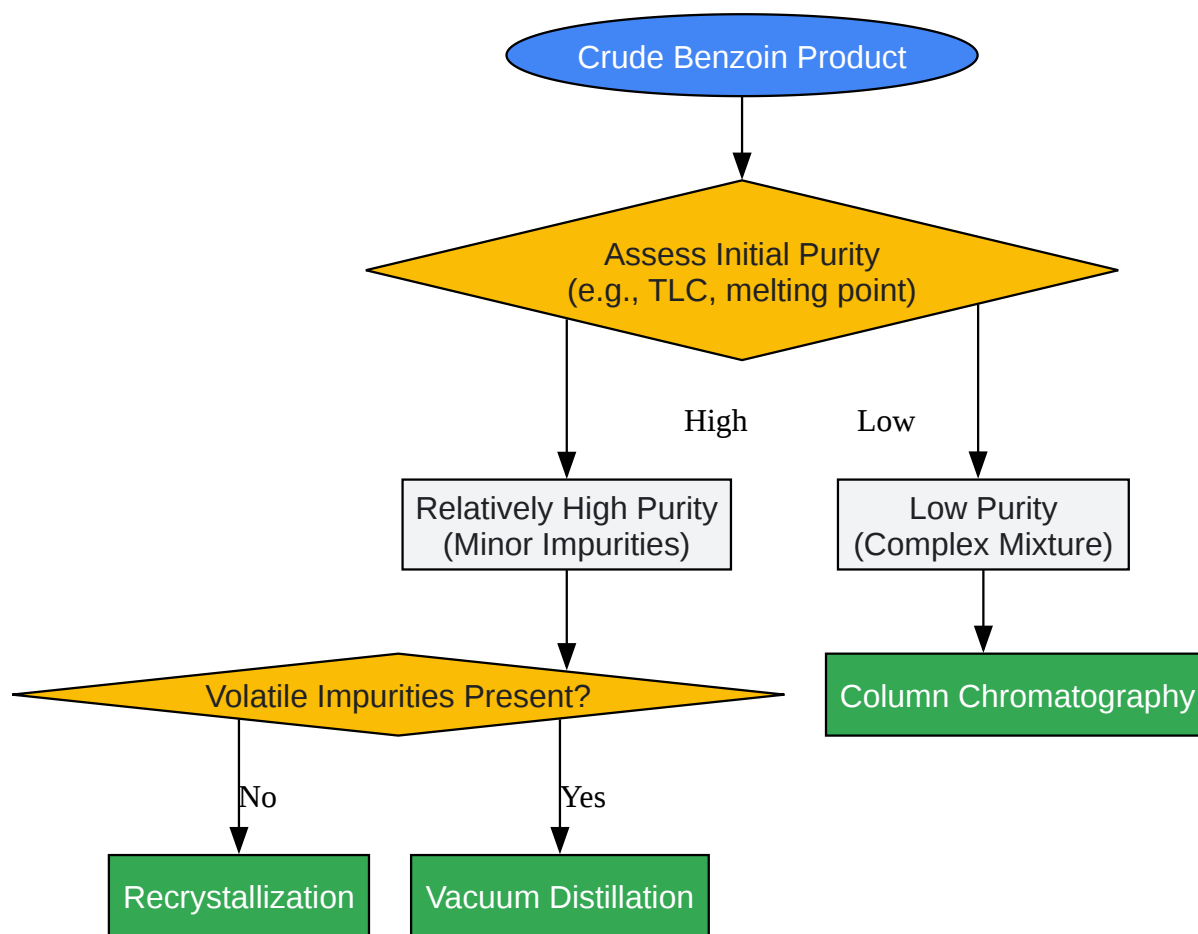 Crude Benzoin Product
Assess Initial Purity
(e.g., TLC, melting point)
High
Low
Relatively High Purity
(Minor Impurities)
Low Purity
(Complex Mixture)
Volatile Impurities Present?
Column Chromatography
No
Yes
Recrystallization
Vacuum Distillation